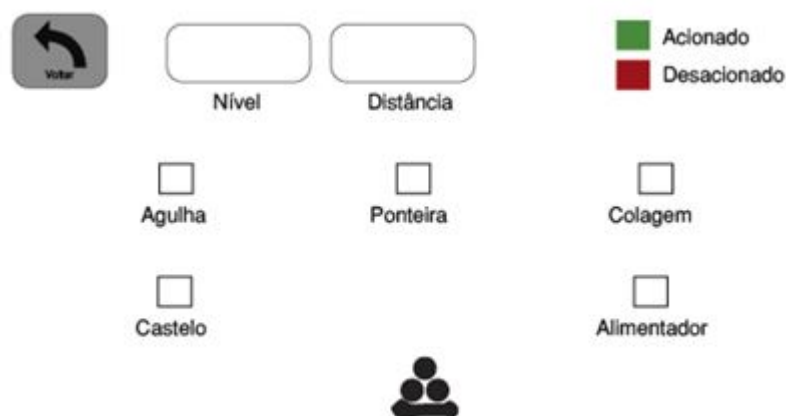 Voltar
Nível
Distância
Acionado
Desacionado
Agulha
Ponteira
Colagem
Castelo
Alimentador